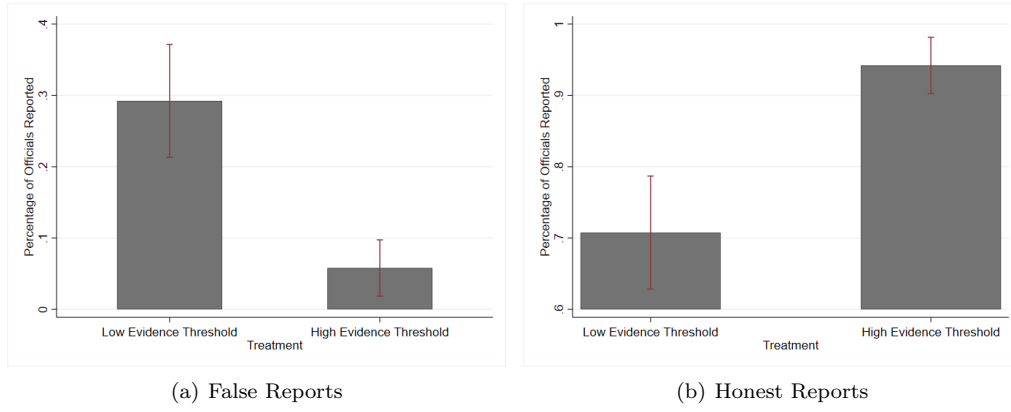 Percentage of Officials Reported
.4
.3
.2
.1
0
Low Evidence Threshold
High Evidence Threshold
Treatment
(a) False Reports
Percentage of Officials Reported
1
.9
.8
.7
.6
Low Evidence Threshold
High Evidence Threshold
Treatment
(b) Honest Reports